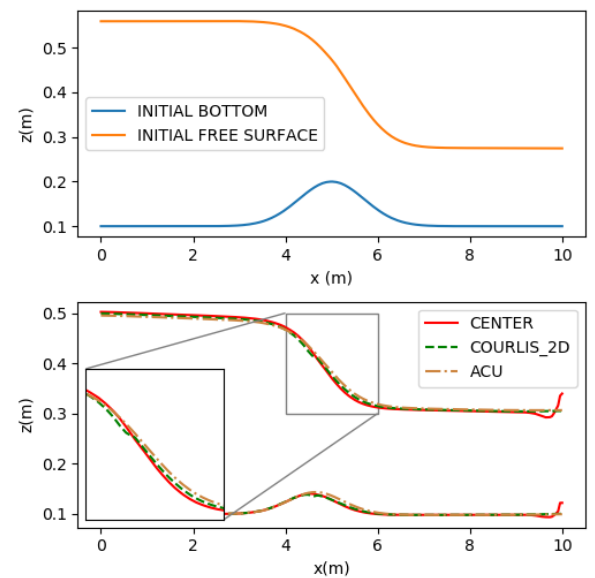 0.5
0.4
0.3
0.2
0.1
z(m)
INITIAL BOTTOM
INITIAL FREE SURFACE
0 2 4 6 8 10
x (m)
0.5
0.4
0.3
0.2
0.1
z(m)
CENTER
COURLIS_2D
ACU
0 2 4 6 8 10
x(m)